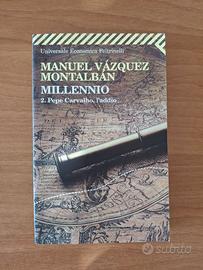 Universale Economica Feltrinelli
MANUEL VÁZQUEZ
MONTALBÁN
MILLENNIO
2. Pepe Carvalho, l'addio
subito